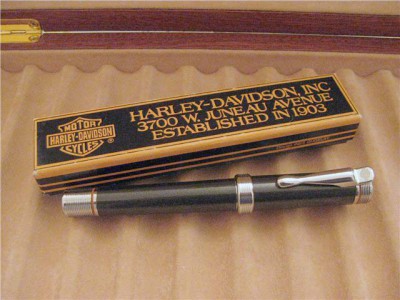 MOTOR
HARLEY-DAVIDSON
CYCLES
®
HARLEY-DAVIDSON, INC
3700 W. JUNEAU AVENUE
ESTABLISHED IN 1903